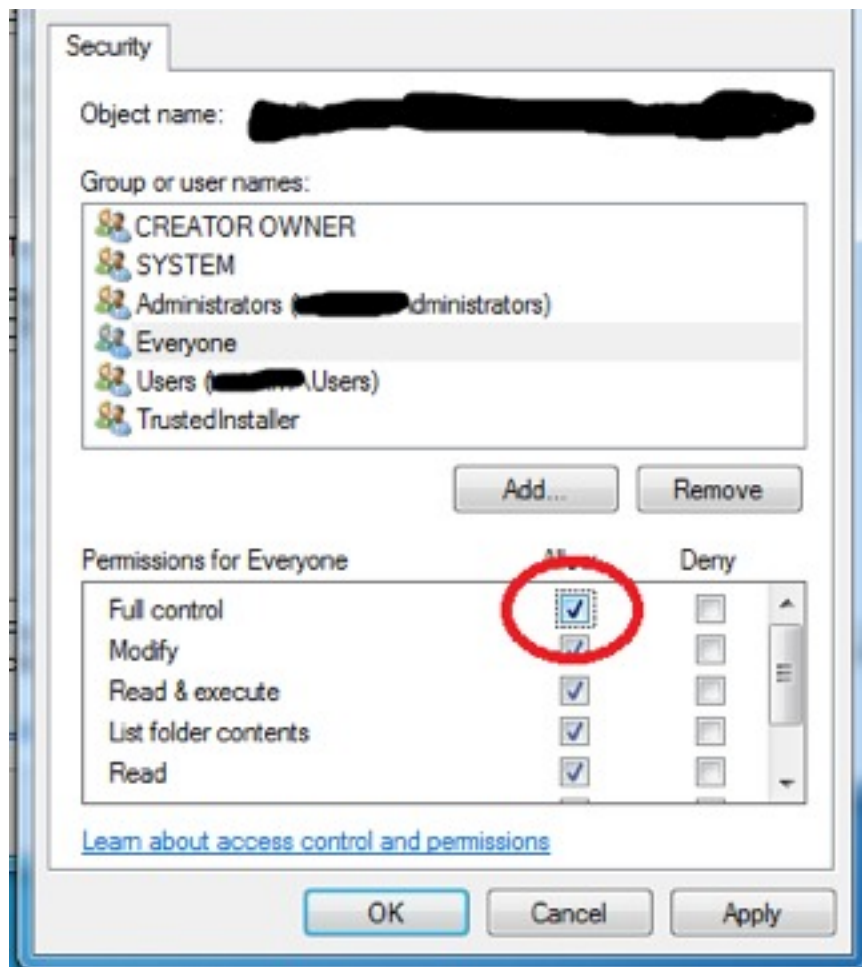 Security
Object name:
Group or user names:
CREATOR OWNER
SYSTEM
Administrators ( dministrators)
Everyone
Users ( \Users)
TrustedInstaller
Add... Remove
Permissions for Everyone Allow Deny
Full control
Modify
Read & execute
List folder contents
Read
Learn about access control and permissions
OK Cancel Apply